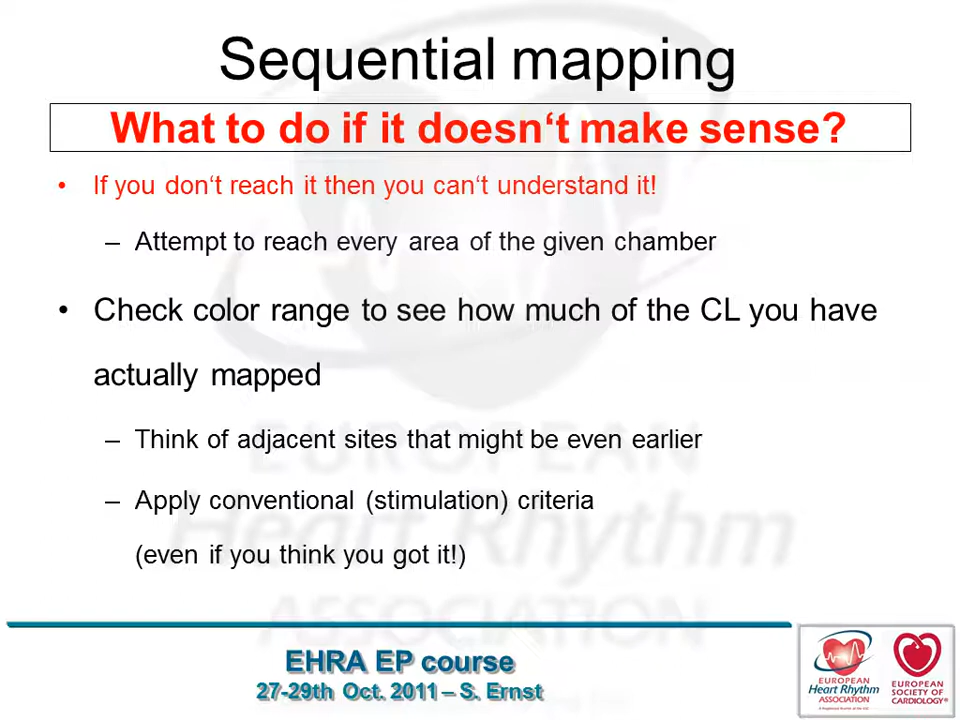 Sequential mapping
What to do if it doesn‘t make sense?
• If you don‘t reach it then you can‘t understand it!
– Attempt to reach every area of the given chamber
• Check color range to see how much of the CL you have
actually mapped
– Think of adjacent sites that might be even earlier
– Apply conventional (stimulation) criteria
(even if you think you got it!)
EUROPEAN
Heart Rhythm
ASSOCIATION
EHRA EP course
27-29th Oct. 2011 – S. Ernst
EUROPEAN
Heart Rhythm
ASSOCIATION
EUROPEAN
SOCIETY OF
CARDIOLOGY®